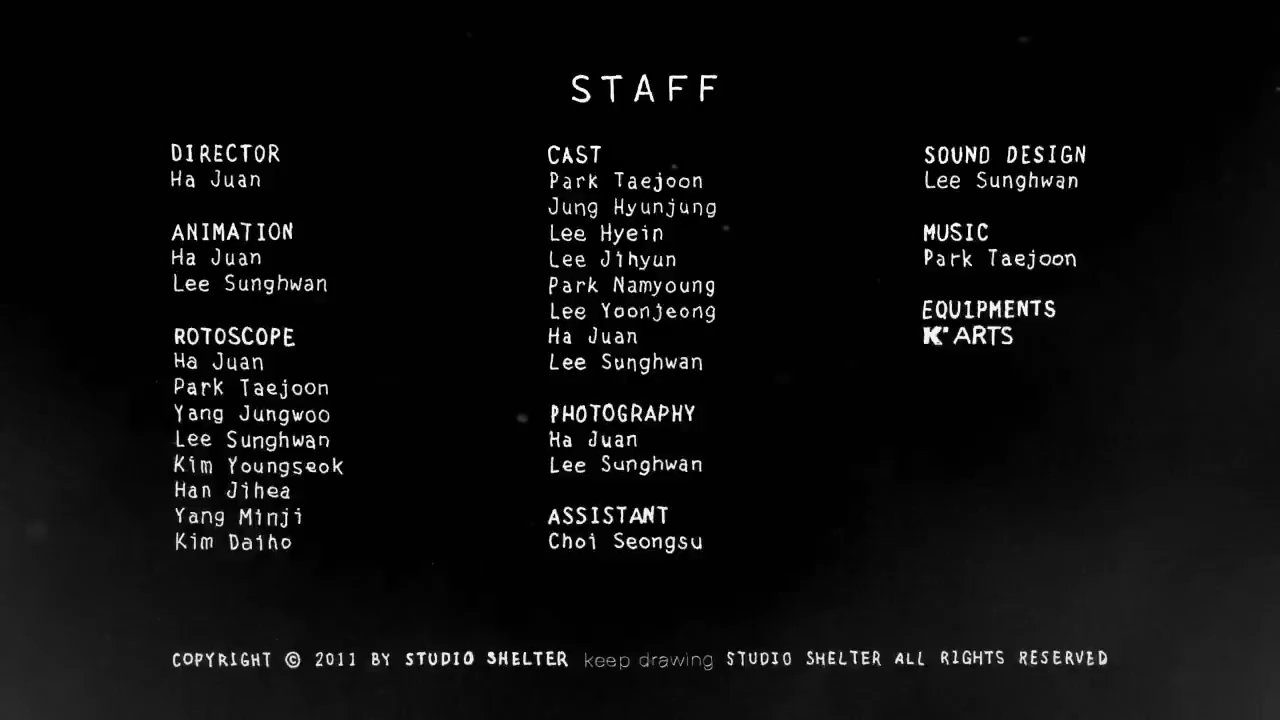 STAFF
DIRECTOR
Ha Juan
ANIMATION
Ha Juan
Lee Sunghwan
ROTOSCOPE
Ha Juan
Park Taejoon
Yang Jungwoo
Lee Sunghwan
Kim Youngseok
Han Jihea
Yang Minji
Kim Daiho
CAST
Park Taejoon
Jung Hyunjung
Lee Hyein
Lee Jihyun
Park Namyoung
Lee Yoonjeong
Ha Juan
Lee Sunghwan
PHOTOGRAPHY
Ha Juan
Lee Sunghwan
ASSISTANT
Choi Seongsu
SOUND DESIGN
Lee Sunghwan
MUSIC
Park Taejoon
EQUIPMENTS
K' ARTS
COPYRIGHT © 2011 BY STUDIO SHELTER keep drawing STUDIO SHELTER ALL RIGHTS RESERVED